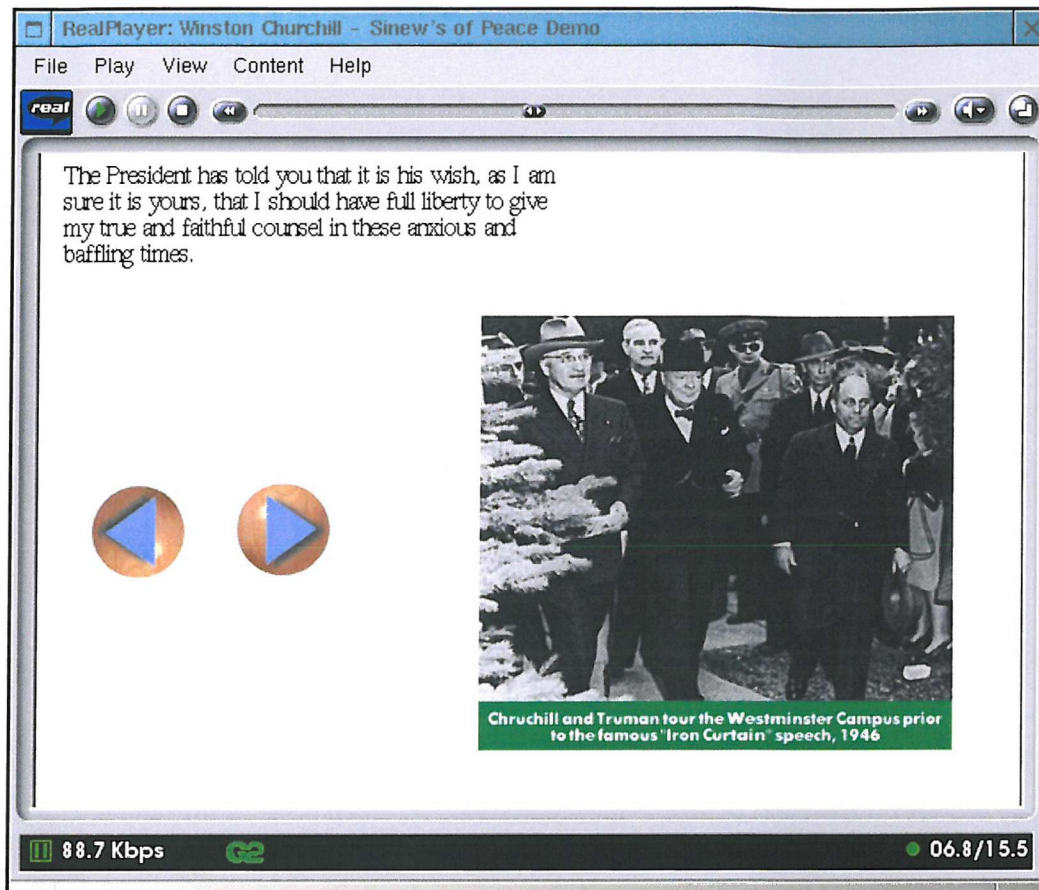 RealPlayer: Winston Churchill - Sinew's of Peace Demo
File Play View Content Help
real
The President has told you that it is his wish, as I am
sure it is yours, that I should have full liberty to give
my true and faithful counsel in these anxious and
baffling times.
Chruchill and Truman tour the Westminster Campus prior
to the famous "Iron Curtain" speech, 1946
88.7 Kbps G2 06.8/15.5